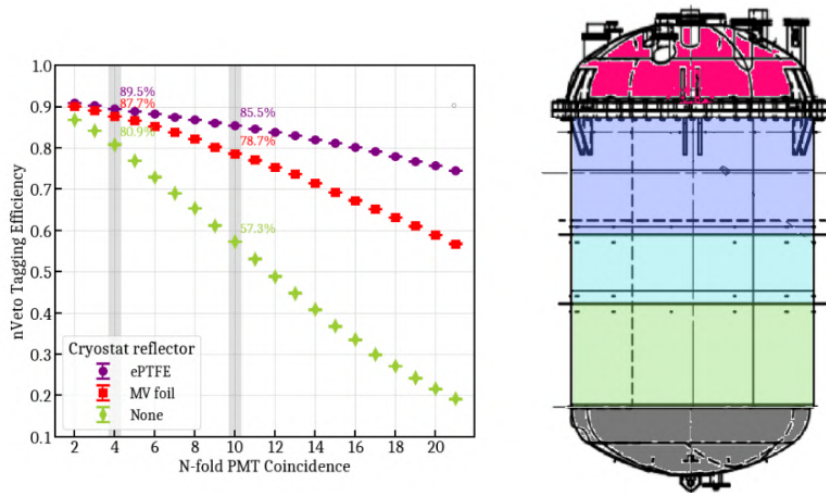 1.0
0.9
0.8
0.7
0.6
0.5
0.4
0.3
0.2
0.1
nVeto Tagging Efficiency
89.5%
87.7%
80.9%
85.5%
78.7%
57.3%
Cryostat reflector
ePTFE
MV foil
None
2 4 6 8 10 12 14 16 18 20
N-fold PMT Coincidence